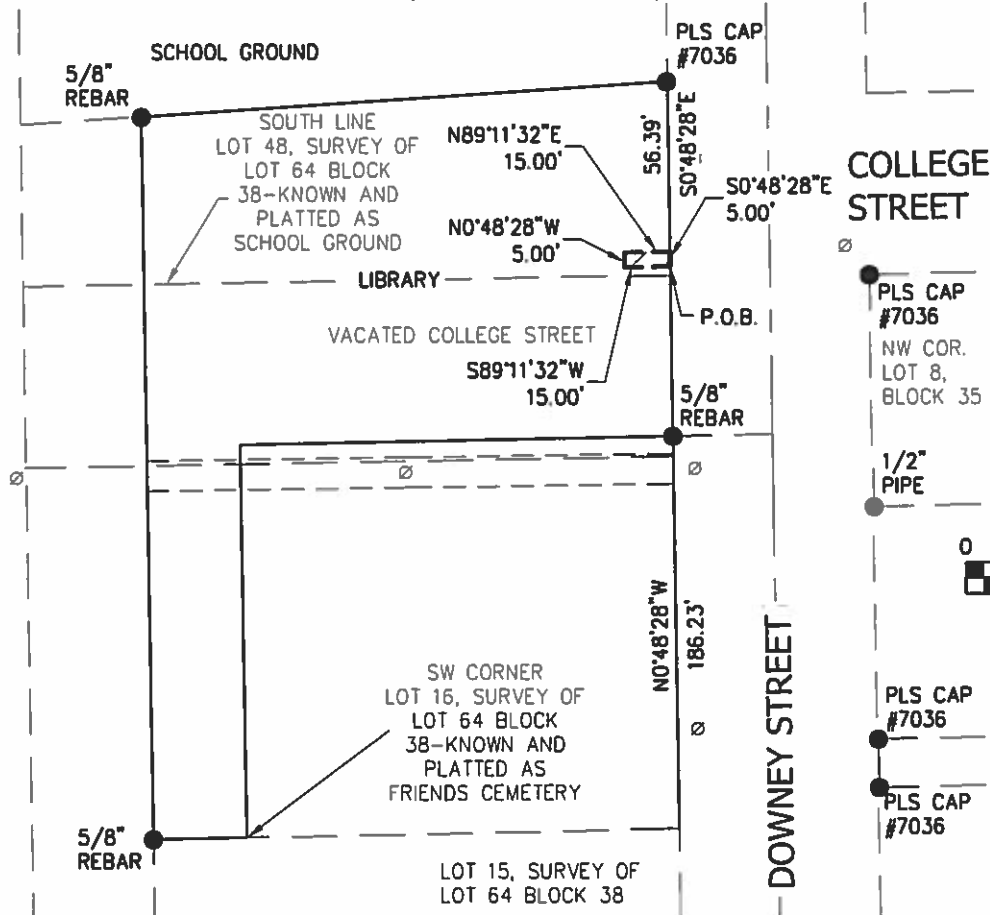 SCHOOL GROUND
PLS CAP
#7036
5/8"
REBAR
SOUTH LINE
LOT 48, SURVEY OF
LOT 64 BLOCK
38-KNOWN AND
PLATTED AS
SCHOOL GROUND
N89°11'32"E
15.00'
56.39'
S0°48'28"E
S0°48'28"E
5.00'
COLLEGE
STREET
N0°48'28"W
5.00'
LIBRARY
P.O.B.
PLS CAP
#7036
VACATED COLLEGE STREET
NW COR.
LOT 8,
BLOCK 35
S89°11'32"W
15.00'
5/8"
REBAR
1/2"
PIPE
0
N0°48'28"W
186.23'
DOWNEY STREET
SW CORNER
LOT 16, SURVEY OF
LOT 64 BLOCK
38-KNOWN AND
PLATTED AS
FRIENDS CEMETERY
PLS CAP
#7036
PLS CAP
#7036
5/8"
REBAR
LOT 15, SURVEY OF
LOT 64 BLOCK 38